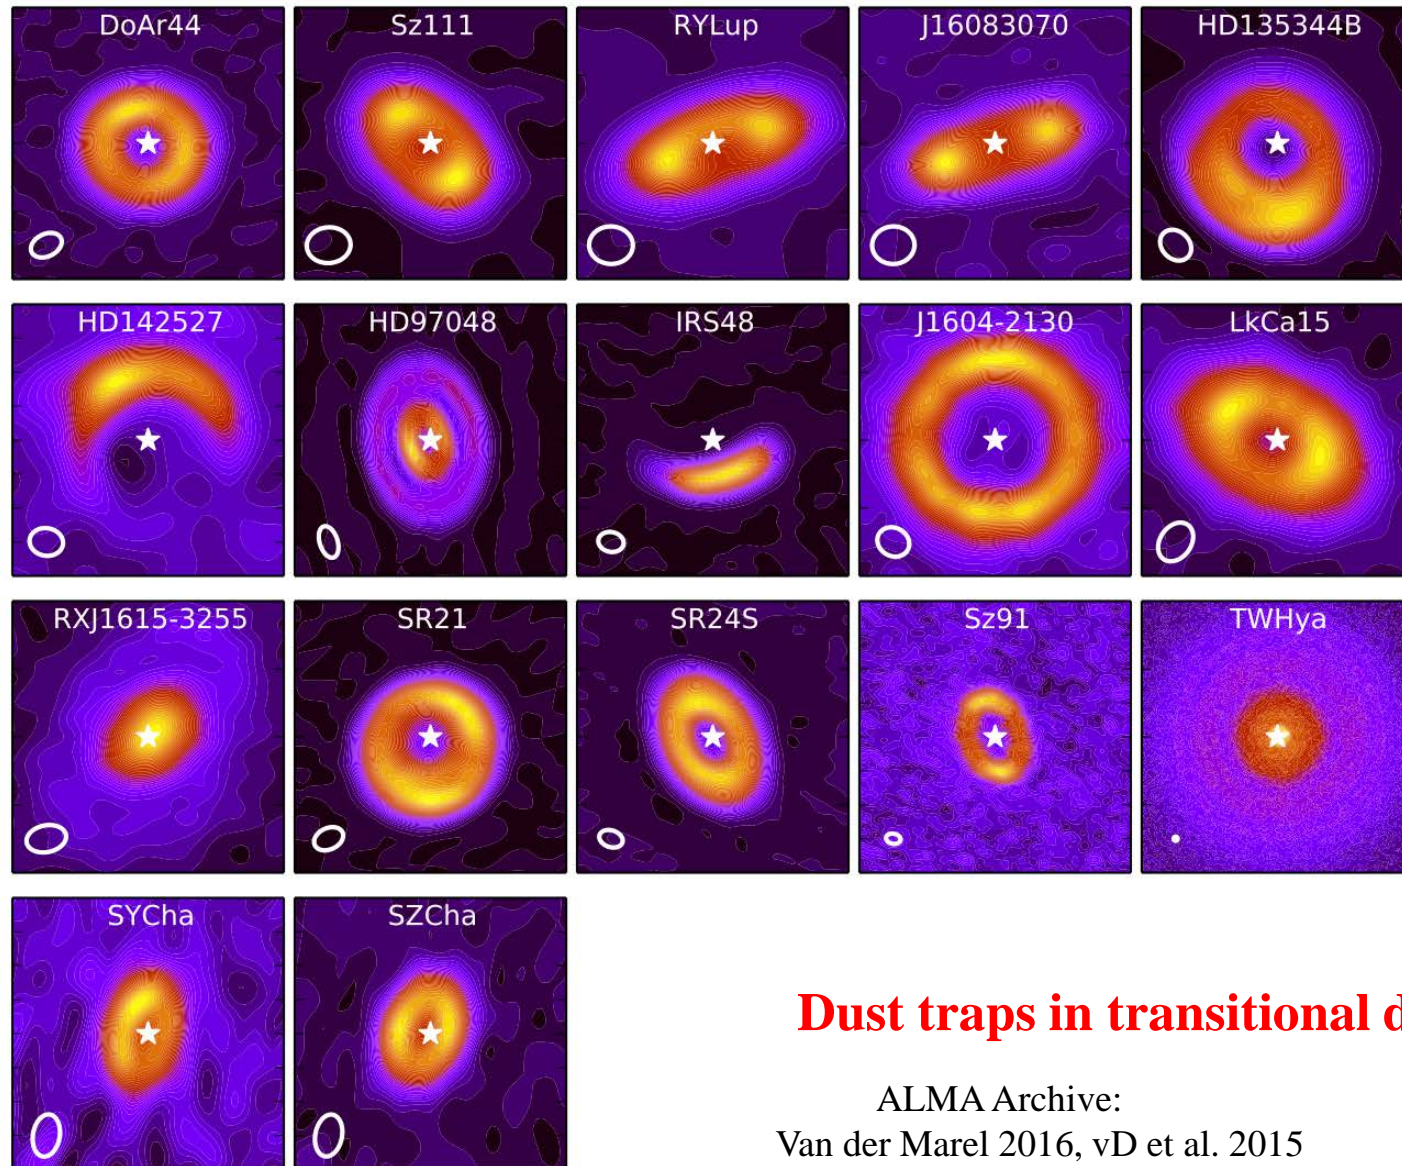 DoAr44
Sz111
RYLup
J16083070
HD135344B
HD142527
HD97048
IRS48
J1604-2130
LkCa15
RXJ1615-3255
SR21
SR24S
Sz91
TWHya
SYCha
SZCha
Dust traps in transitional d
ALMA Archive:
Van der Marel 2016, vD et al. 2015